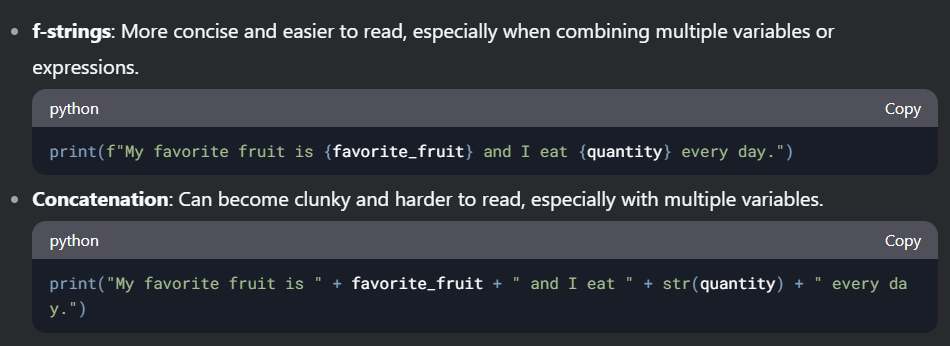 f-strings: More concise and easier to read, especially when combining multiple variables or
expressions.
python Copy
print(f"My favorite fruit is {favorite_fruit} and I eat {quantity} every day.")
Concatenation: Can become clunky and harder to read, especially with multiple variables.
python Copy
print("My favorite fruit is " + favorite_fruit + " and I eat " + str(quantity) + " every da
y.")